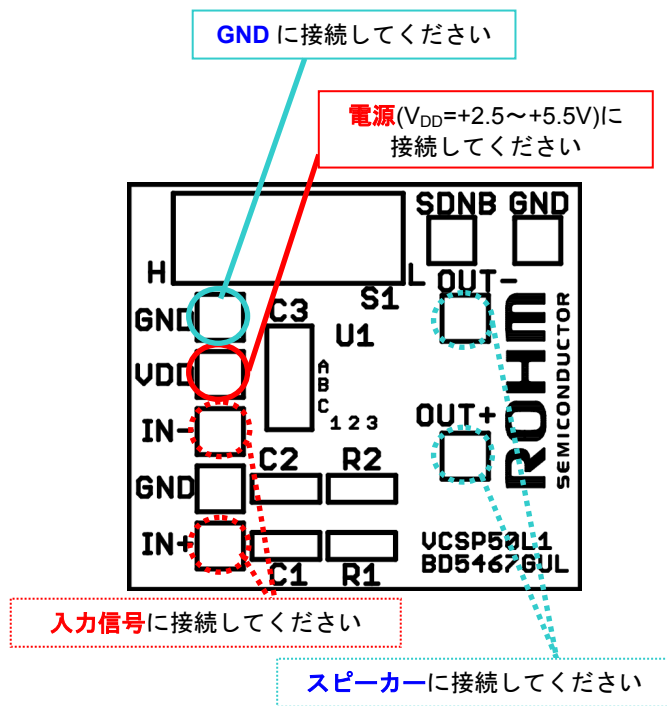 GND に接続してください
電源(VDD=+2.5～+5.5V)に
接続してください
SDNB GND
H L
S1
OUT-
GND C3
U1
VDD
A
B
C
1 2 3
IN-
OUT+
C2 R2
GND
IN+
C1 R1
ROHM
SEMICONDUCTOR
VCSP50L1
BD5467GUL
入力信号に接続してください
スピーカーに接続してください